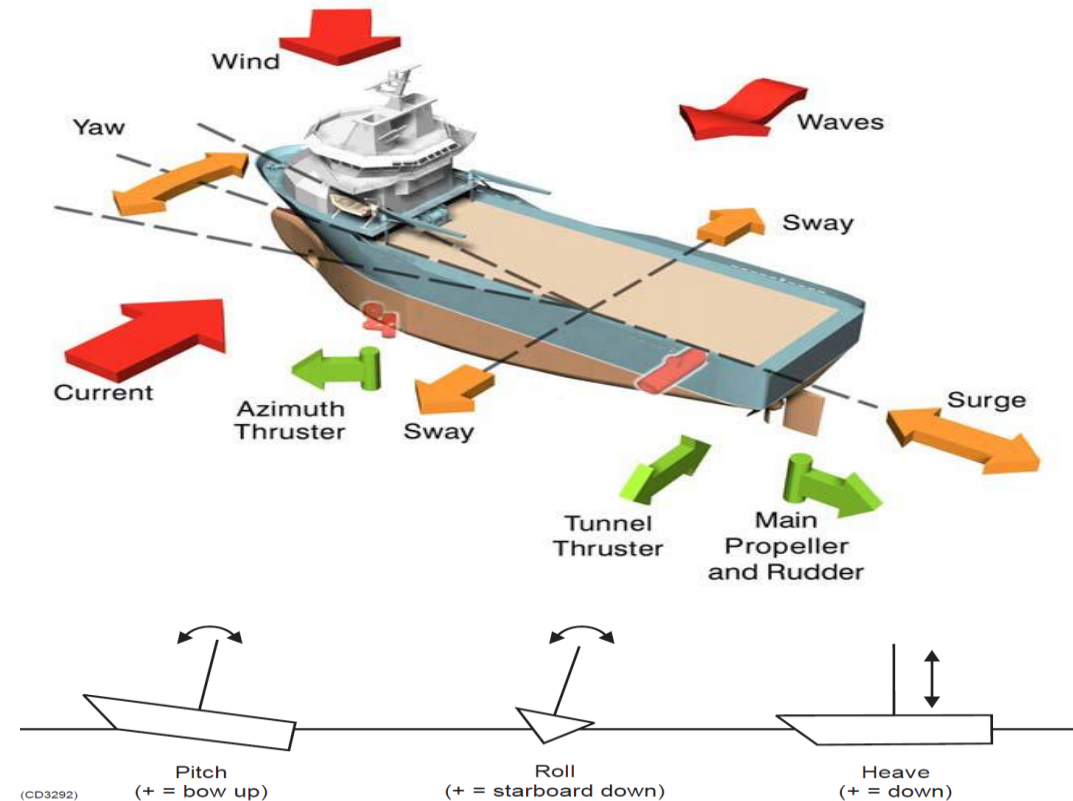 Wind
Yaw
Waves
Sway
Current
Azimuth
Thruster
Sway
Surge
Tunnel
Thruster
Main
Propeller
and Rudder
Pitch
(+ = bow up)
Roll
(+ = starboard down)
Heave
(+ = down)
(CD3292)